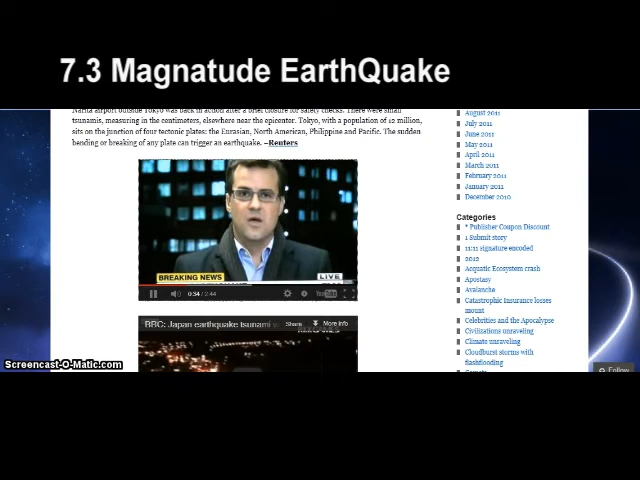 7.3 Magnatude EarthQuake
Narita airport outside Tokyo was back in action after a brief closure for safety checks. There were small
tsunamis, measuring in the centimeters, elsewhere near the epicenter. Tokyo, with a population of 12 million,
sits on the junction of four tectonic plates: the Eurasian, North American, Philippine and Pacific. The sudden
bending or breaking of any plate can trigger an earthquake. –Reuters
BREAKING NEWS
LIVE
0:34 / 2:44
YouTube
BBC: Japan earthquake tsunami w
Share
More info
August 2011
July 2011
June 2011
May 2011
April 2011
March 2011
February 2011
January 2011
December 2010
Categories
* Publisher Coupon Discount
1 Submit story
11:11 signature encoded
2012
Acquatic Ecosystem crash
Apostasy
Avalanche
Catastrophic Insurance losses
mount
Celebrities and the Apocalypse
Civilizations unraveling
Climate unraveling
Cloudburst storms with
flashflooding
Follow
Screencast-O-Matic.com